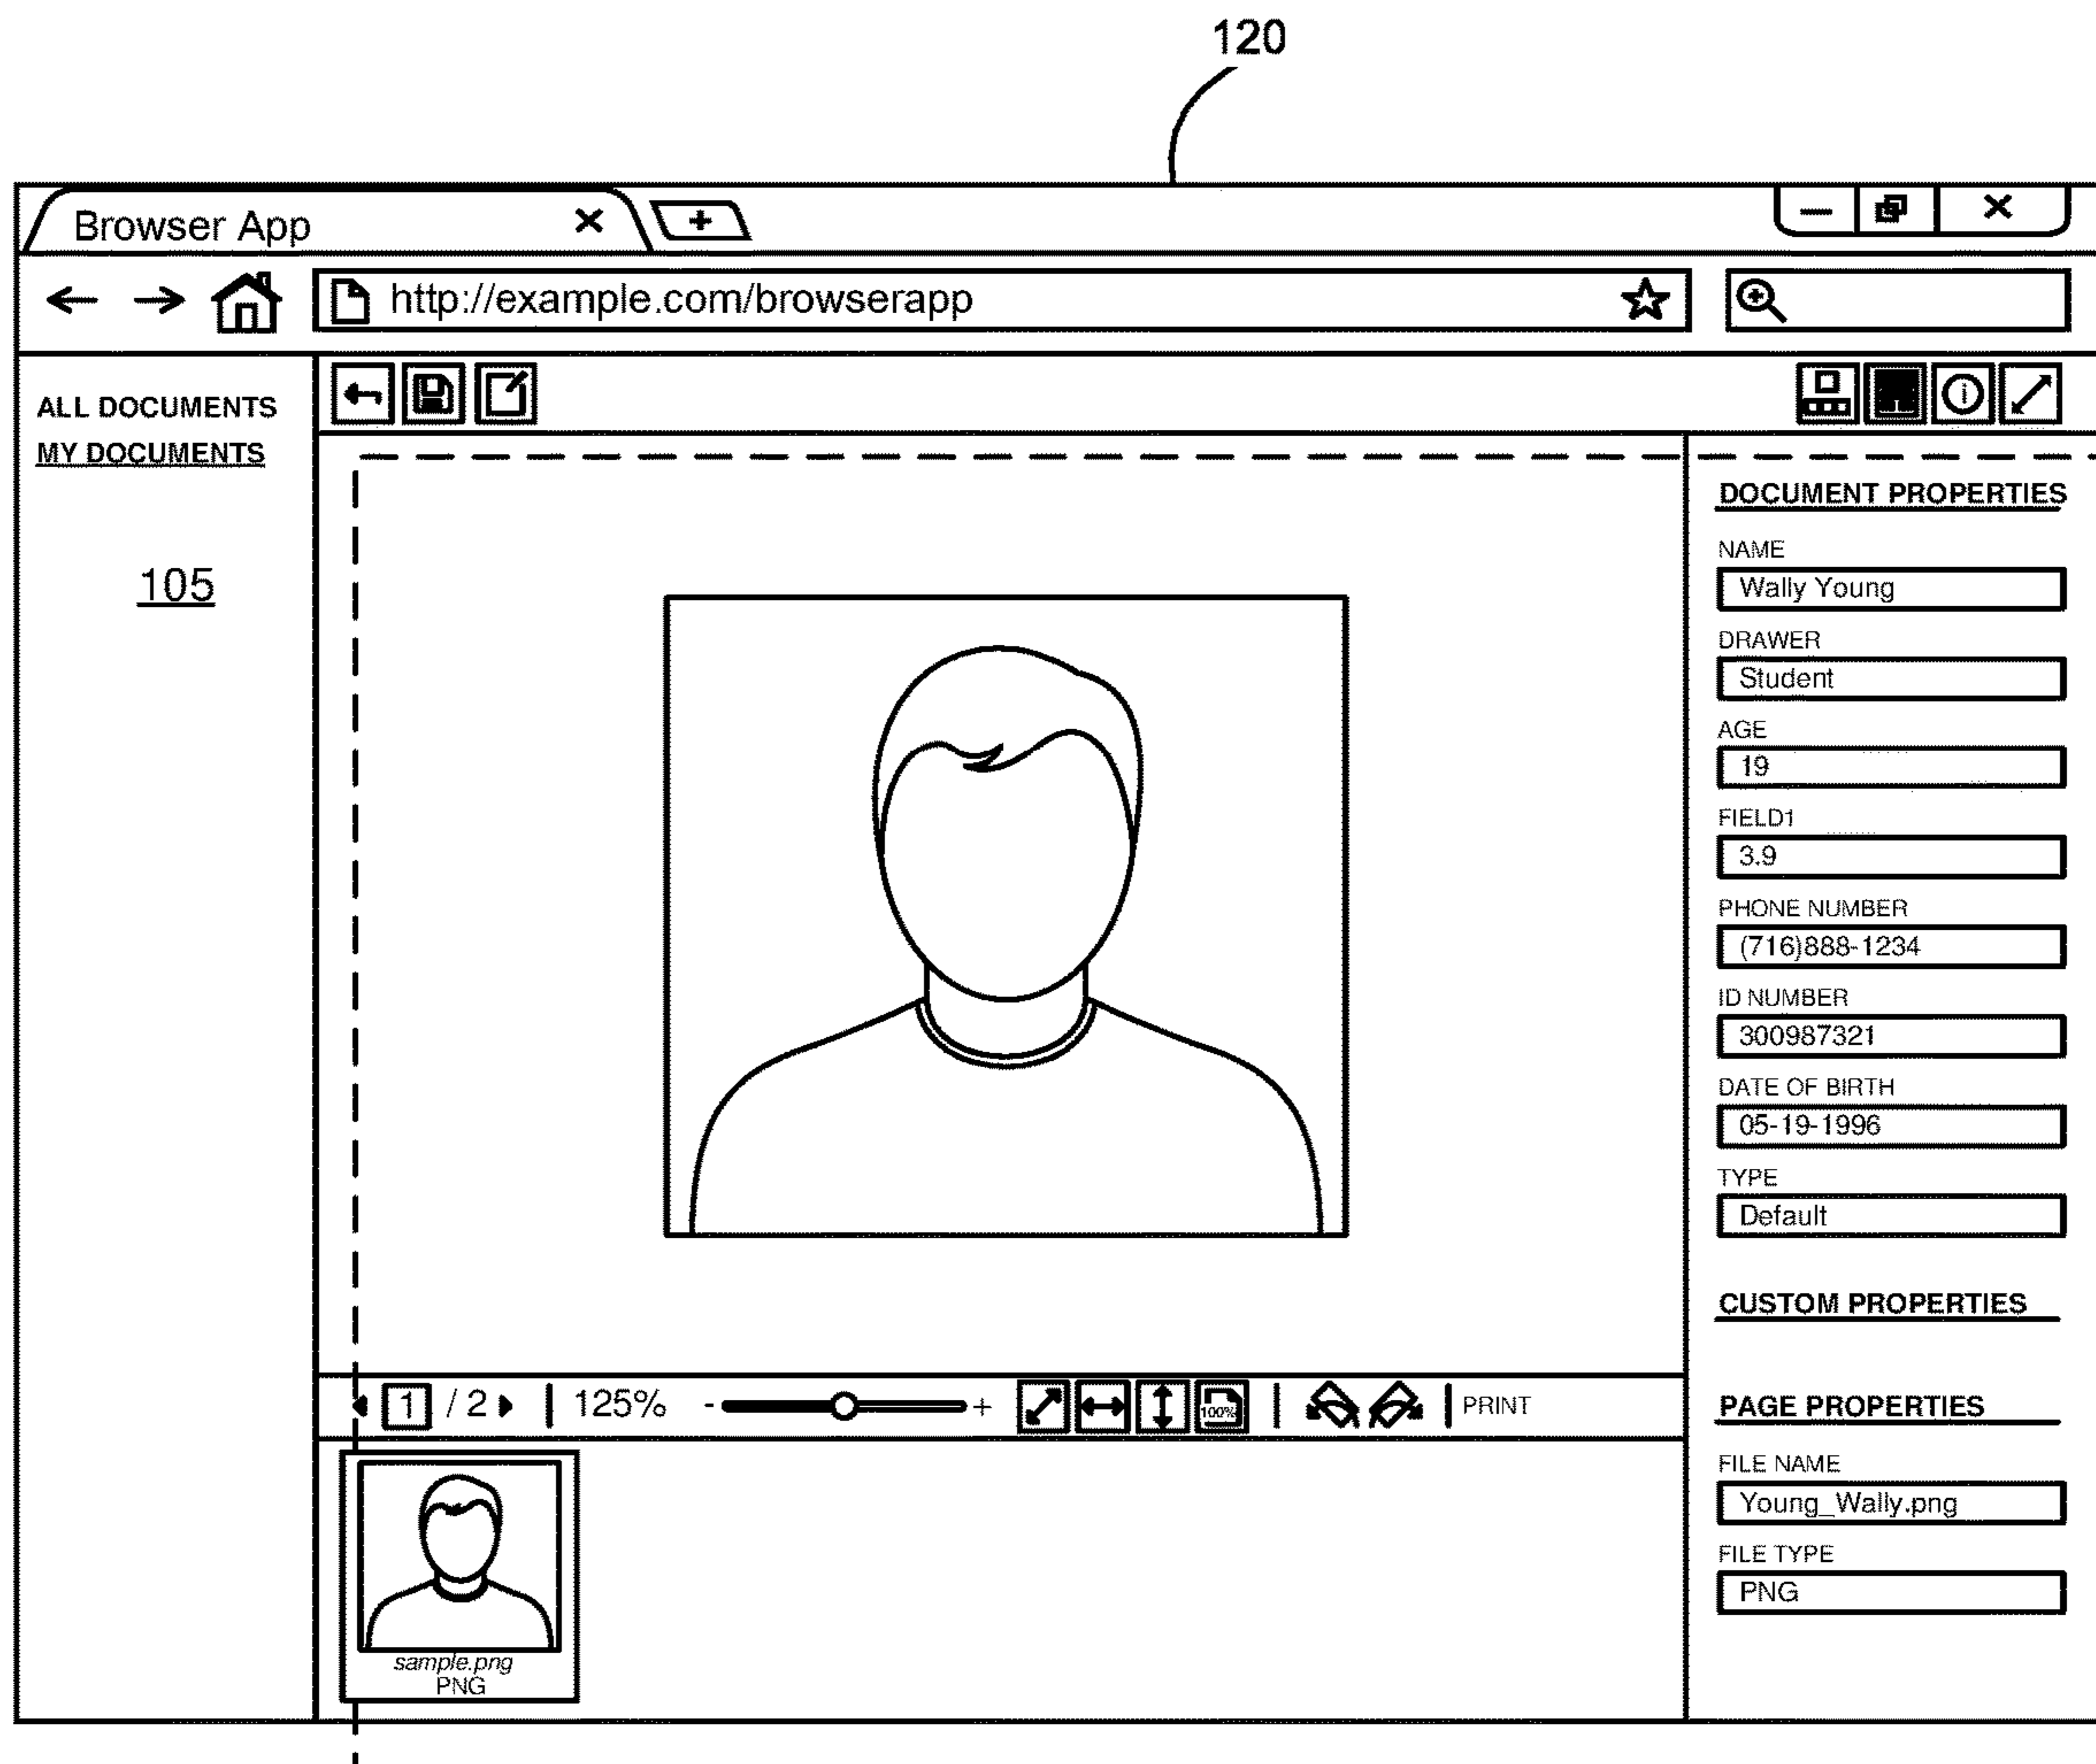 120
Browser App
http://example.com/browserapp
ALL DOCUMENTS
MY DOCUMENTS
105
DOCUMENT PROPERTIES
NAME
Wally Young
DRAWER
Student
AGE
19
FIELD1
3.9
PHONE NUMBER
(716)888-1234
ID NUMBER
300987321
DATE OF BIRTH
05-19-1996
TYPE
Default
CUSTOM PROPERTIES
PAGE PROPERTIES
FILE NAME
Young_Wally.png
FILE TYPE
PNG
1 / 2 125% - + 100% PRINT
sample.png
PNG